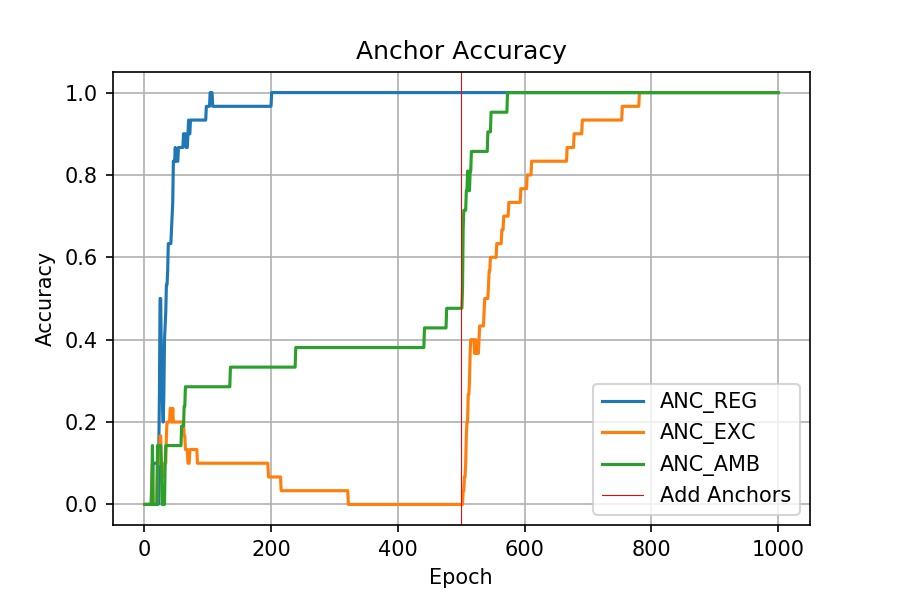 Anchor Accuracy
1.0
0.8
0.6
0.4
0.2
0.0
Accuracy
ANC_REG
ANC_EXC
ANC_AMB
Add Anchors
0 200 400 600 800 1000
Epoch